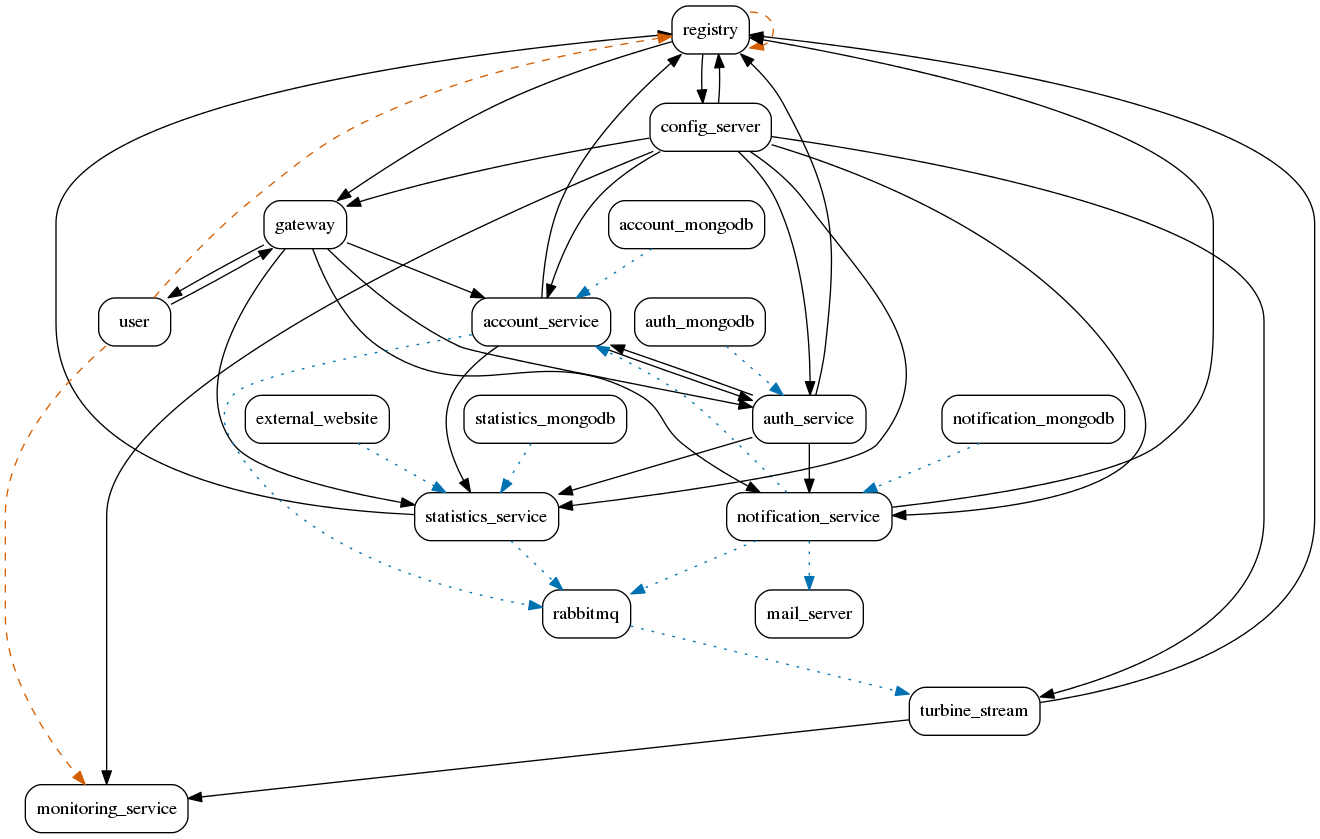 registry
config_server
gateway
account_mongodb
user
account_service
auth_mongodb
external_website
statistics_mongodb
auth_service
notification_mongodb
statistics_service
notification_service
rabbitmq
mail_server
turbine_stream
monitoring_service